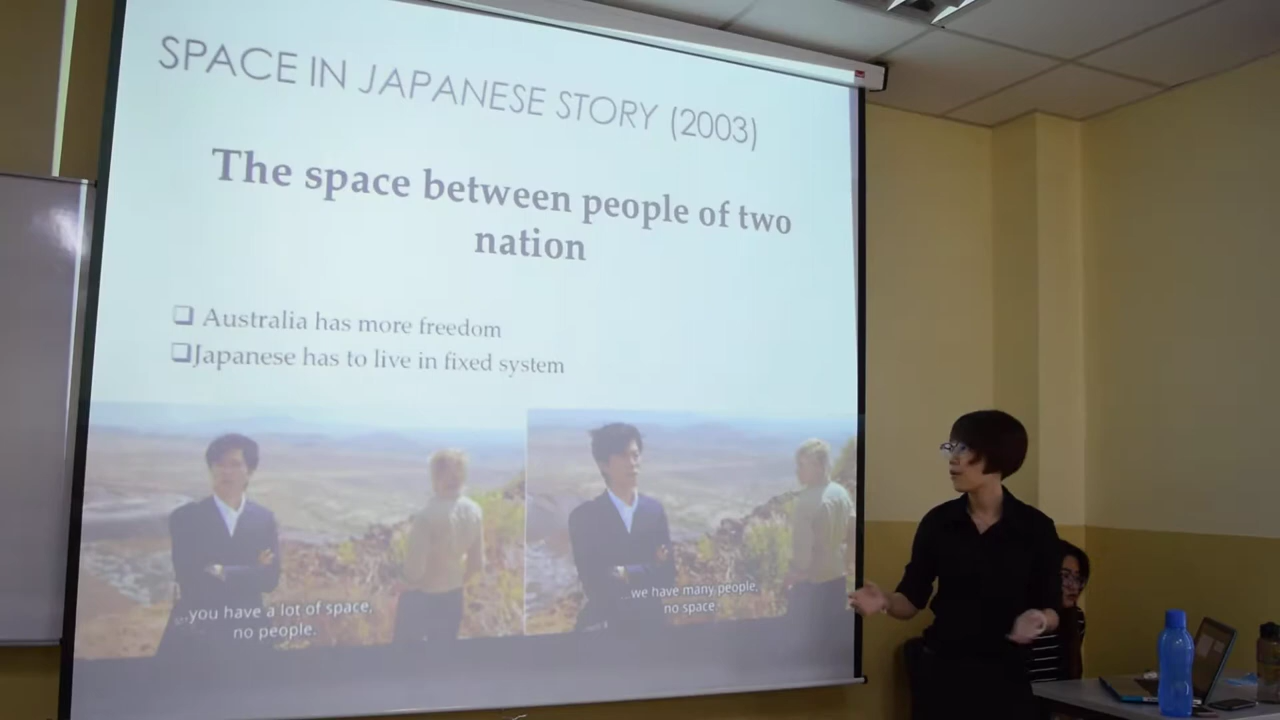 SPACE IN JAPANESE STORY (2003)
The space between people of two
nation
❑ Australia has more freedom
❑Japanese has to live in fixed system
...you have a lot of space,
no people.
...we have many people,
no space.